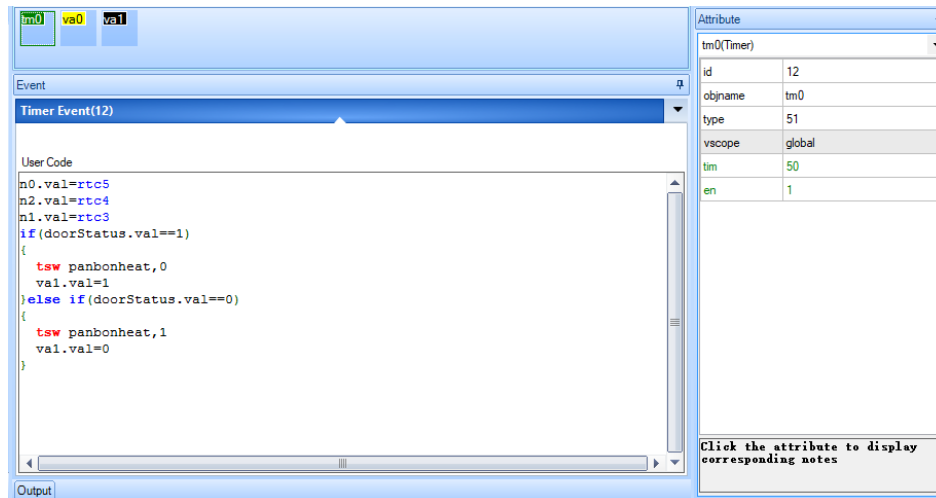 tm0 va0 va1
Attribute
tm0(Timer)
id 12
objname tm0
type 51
vscope global
tim 50
en 1
Event
Timer Event(12)
User Code
n0.val=rtc5
n2.val=rtc4
n1.val=rtc3
if(doorStatus.val==1)
{
  tsw panbonheat,0
  va1.val=1
}else if(doorStatus.val==0)
{
  tsw panbonheat,1
  va1.val=0
}
Click the attribute to display
corresponding notes
Output